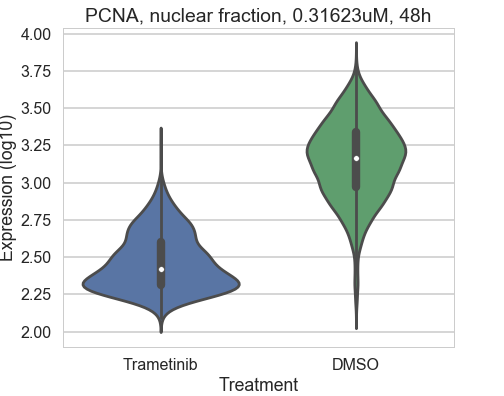 PCNA, nuclear fraction, 0.31623uM, 48h
4.00
3.75
3.50
3.25
3.00
2.75
2.50
2.25
2.00
Expression (log10)
Trametinib
DMSO
Treatment